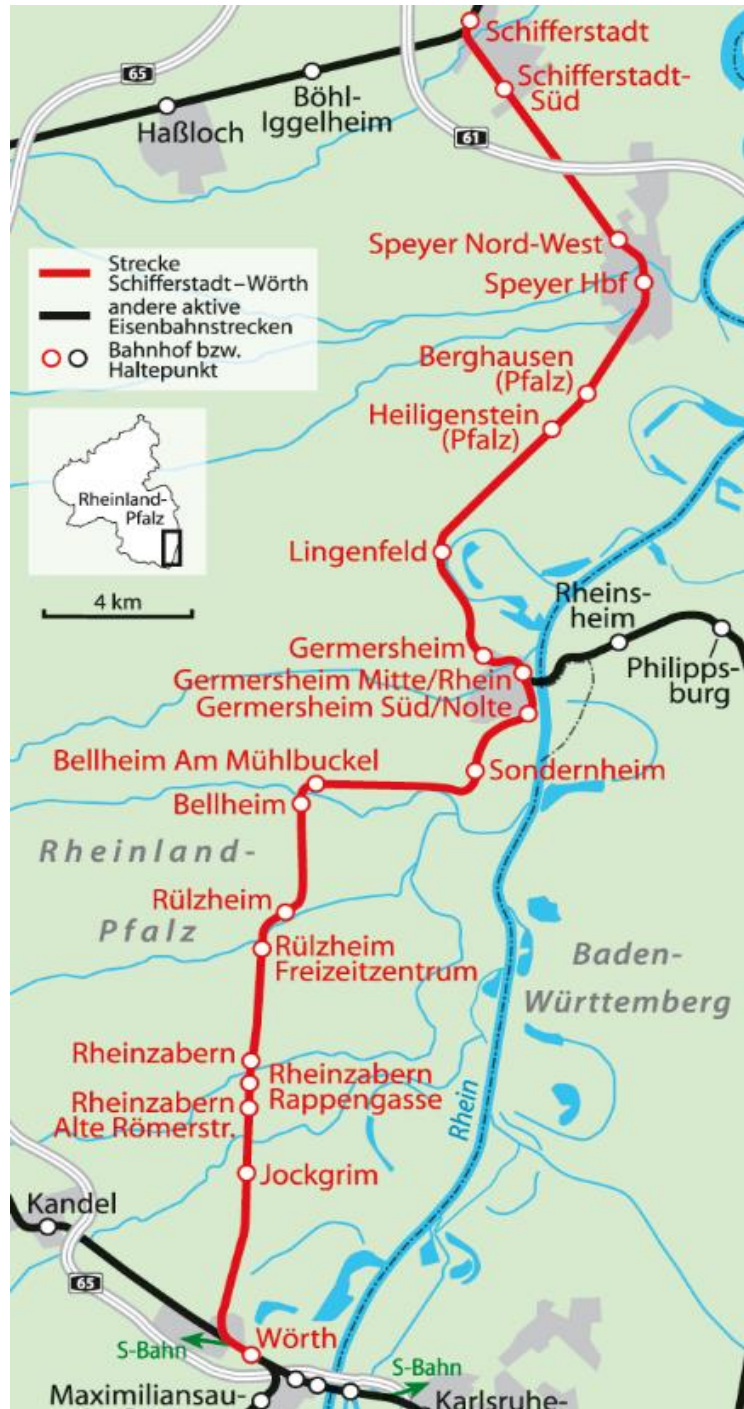 Schifferstadt
65
Böhl-
Iggelheim
Schifferstadt-
Süd
Haßloch
61
Speyer Nord-West
Strecke
Schifferstadt–Wörth
andere aktive
Eisenbahnstrecken
Bahnhof bzw.
Haltepunkt
Speyer Hbf
Berghausen
(Pfalz)
Heiligenstein
(Pfalz)
Rheinland-
Pfalz
Lingenfeld
4 km
Rheins-
heim
Germersheim
Philipps-
burg
Germersheim Mitte/Rhein
Germersheim Süd/Nolte
Bellheim Am Mühlbuckel
Sondernheim
Bellheim
Rheinland-
Pfalz
Rülzheim
Rülzheim
Freizeitzentrum
Baden-
Württemberg
Rheinzabern
Rheinzabern
Rappengasse
Rheinzabern
Alte Römerstr.
Rhein
Jockgrim
Kandel
65
Wörth
S-Bahn
S-Bahn
Maximiliansau-
Karlsruhe-